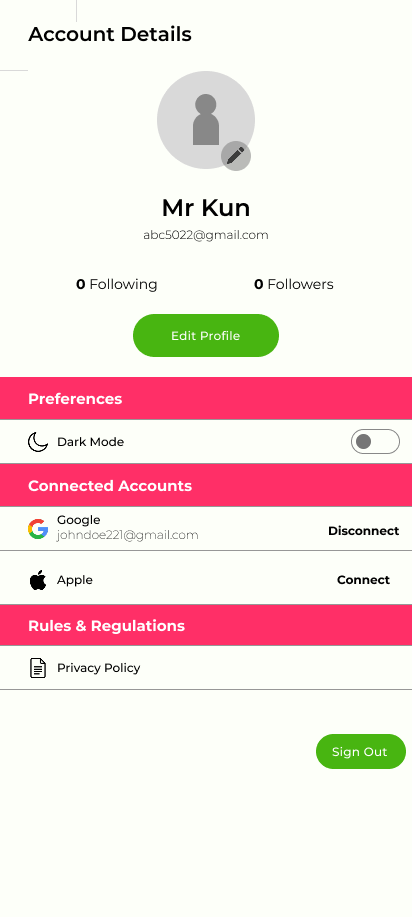 Account Details
Mr Kun
abc5022@gmail.com
0 Following
0 Followers
Edit Profile
Preferences
Dark Mode
Connected Accounts
Google
johndoe221@gmail.com
Disconnect
Apple
Connect
Rules & Regulations
Privacy Policy
Sign Out